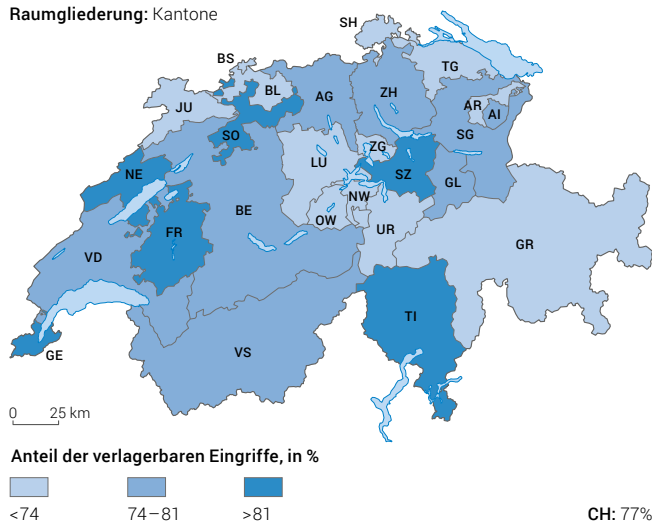 Raumgliederung: Kantone
SH
BS
TG
BL
AG
ZH
JU
AR
AI
SO
SG
ZG
LU
NE
SZ
GL
NW
BE
OW
FR
UR
GR
VD
TI
VS
GE
0 25 km
Anteil der verlagerbaren Eingriffe, in %
<74 74–81 >81
CH: 77%